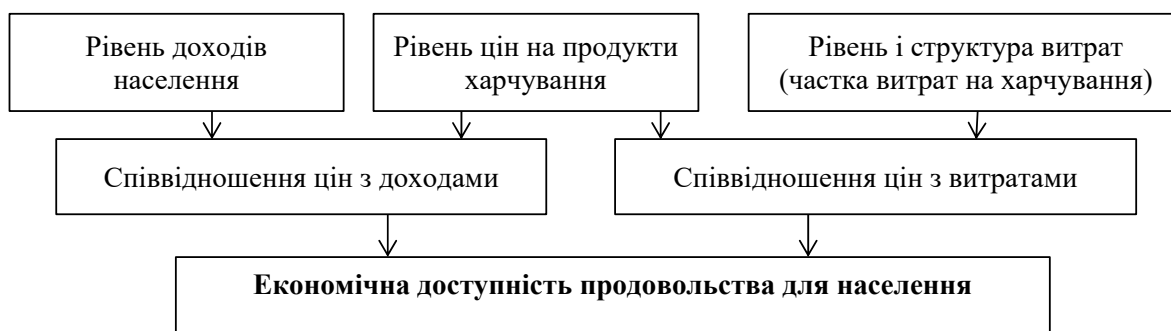 Рівень доходів
населення
Рівень цін на продукти
харчування
Рівень і структура витрат
(частка витрат на харчування)
Співвідношення цін з доходами
Співвідношення цін з витратами
Економічна доступність продовольства для населення